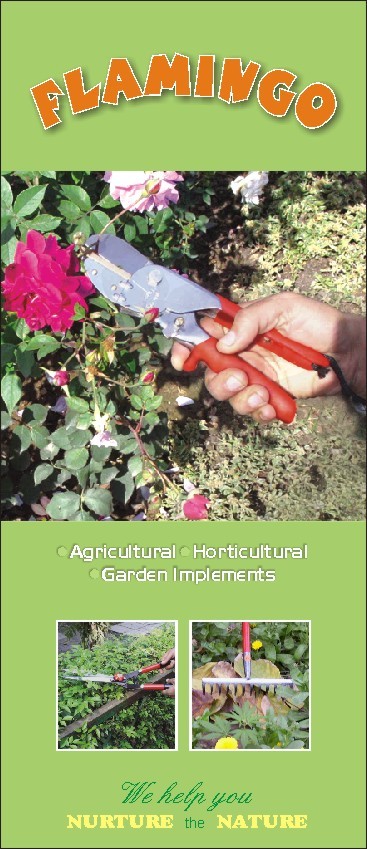 FLAMINGO
Agricultural Horticultural
Garden Implements
We help you
NURTURE the NATURE